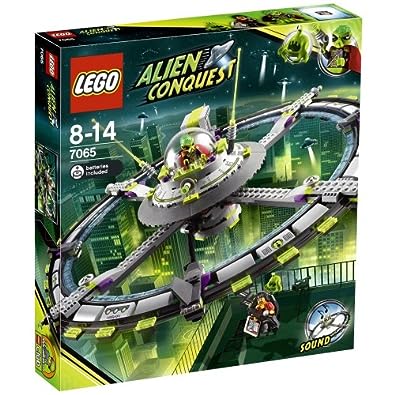 LEGO
ALIEN
CONQUEST
8-14
7065
batteries
included
SOUND